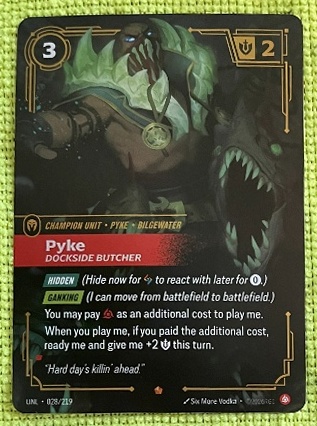 3
2
CHAMPION UNIT • PYKE • BILGEWATER
Pyke
DOCKSIDE BUTCHER
HIDDEN (Hide now for to react with later for 0.)
GANKING (I can move from battlefield to battlefield.)
You may pay as an additional cost to play me.
When you play me, if you paid the additional cost,
ready me and give me +2 this turn.
"Hard day's killin' ahead."
UNL • 028/219
Six More Vodka